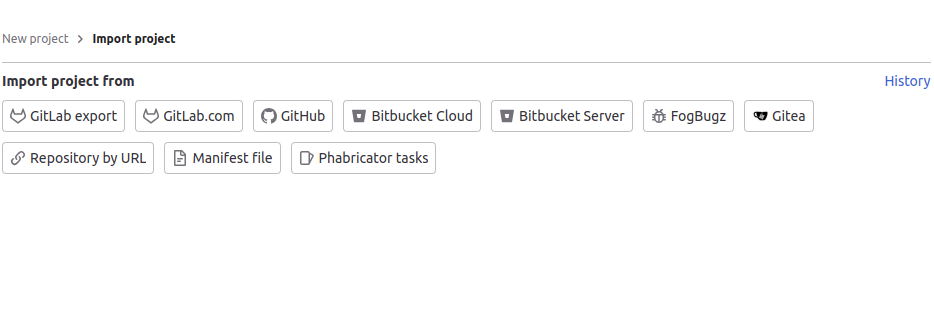 New project > Import project
Import project from History
GitLab export GitLab.com GitHub Bitbucket Cloud Bitbucket Server FogBugz Gitea
Repository by URL Manifest file Phabricator tasks